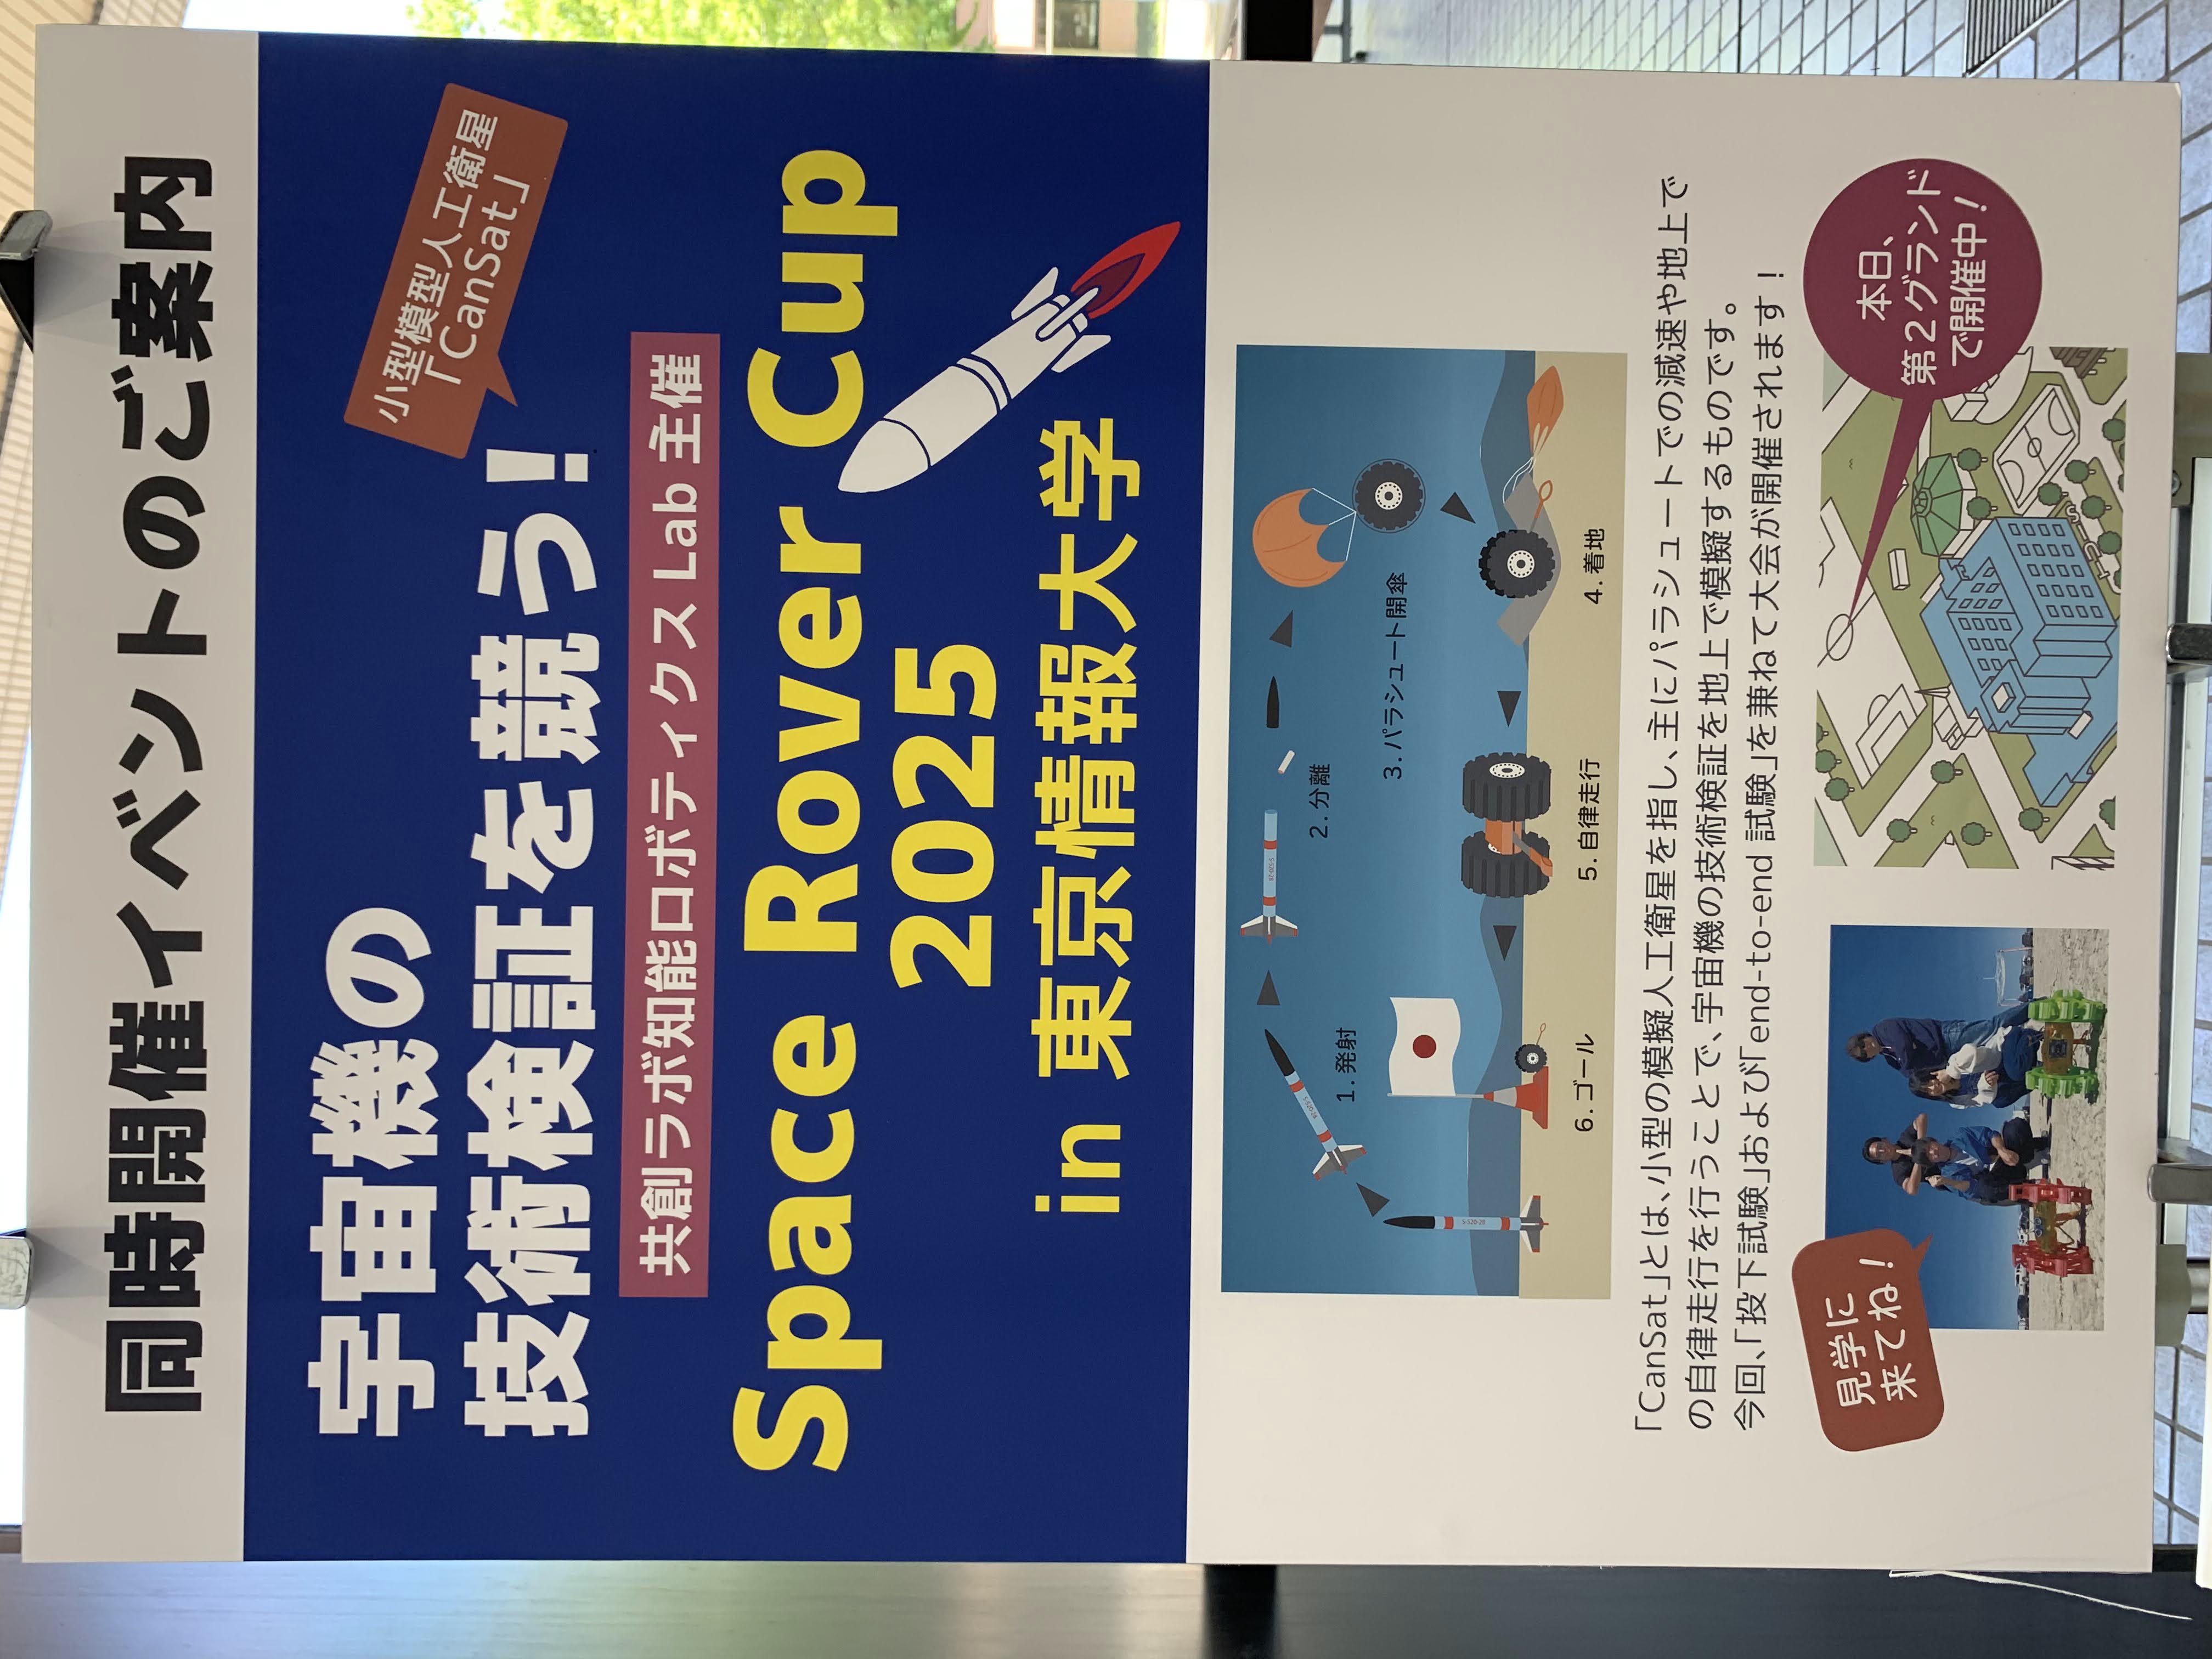 同時開催イベントのご案内
宇宙機の
技術検証を競う!
小型模型人工衛星
「CanSat」
共創ラボ知能ロボティクス Lab 主催
Space Rover Cup
2025
in 東京情報大学
1. 発射
2. 分離
3. パラシュート開傘
4. 着地
5. 自律走行
6. ゴール
「CanSat」とは、小型の模擬人工衛星を指し、主にパラシュートでの減速や地上で
の自律走行を行うことで、宇宙機の技術検証を地上で模擬するものです。
今回、「投下試験」および「end-to-end 試験」を兼ねて大会が開催されます！
見学に
来てね！
本日、
第2グランド
で開催中！
TUIS